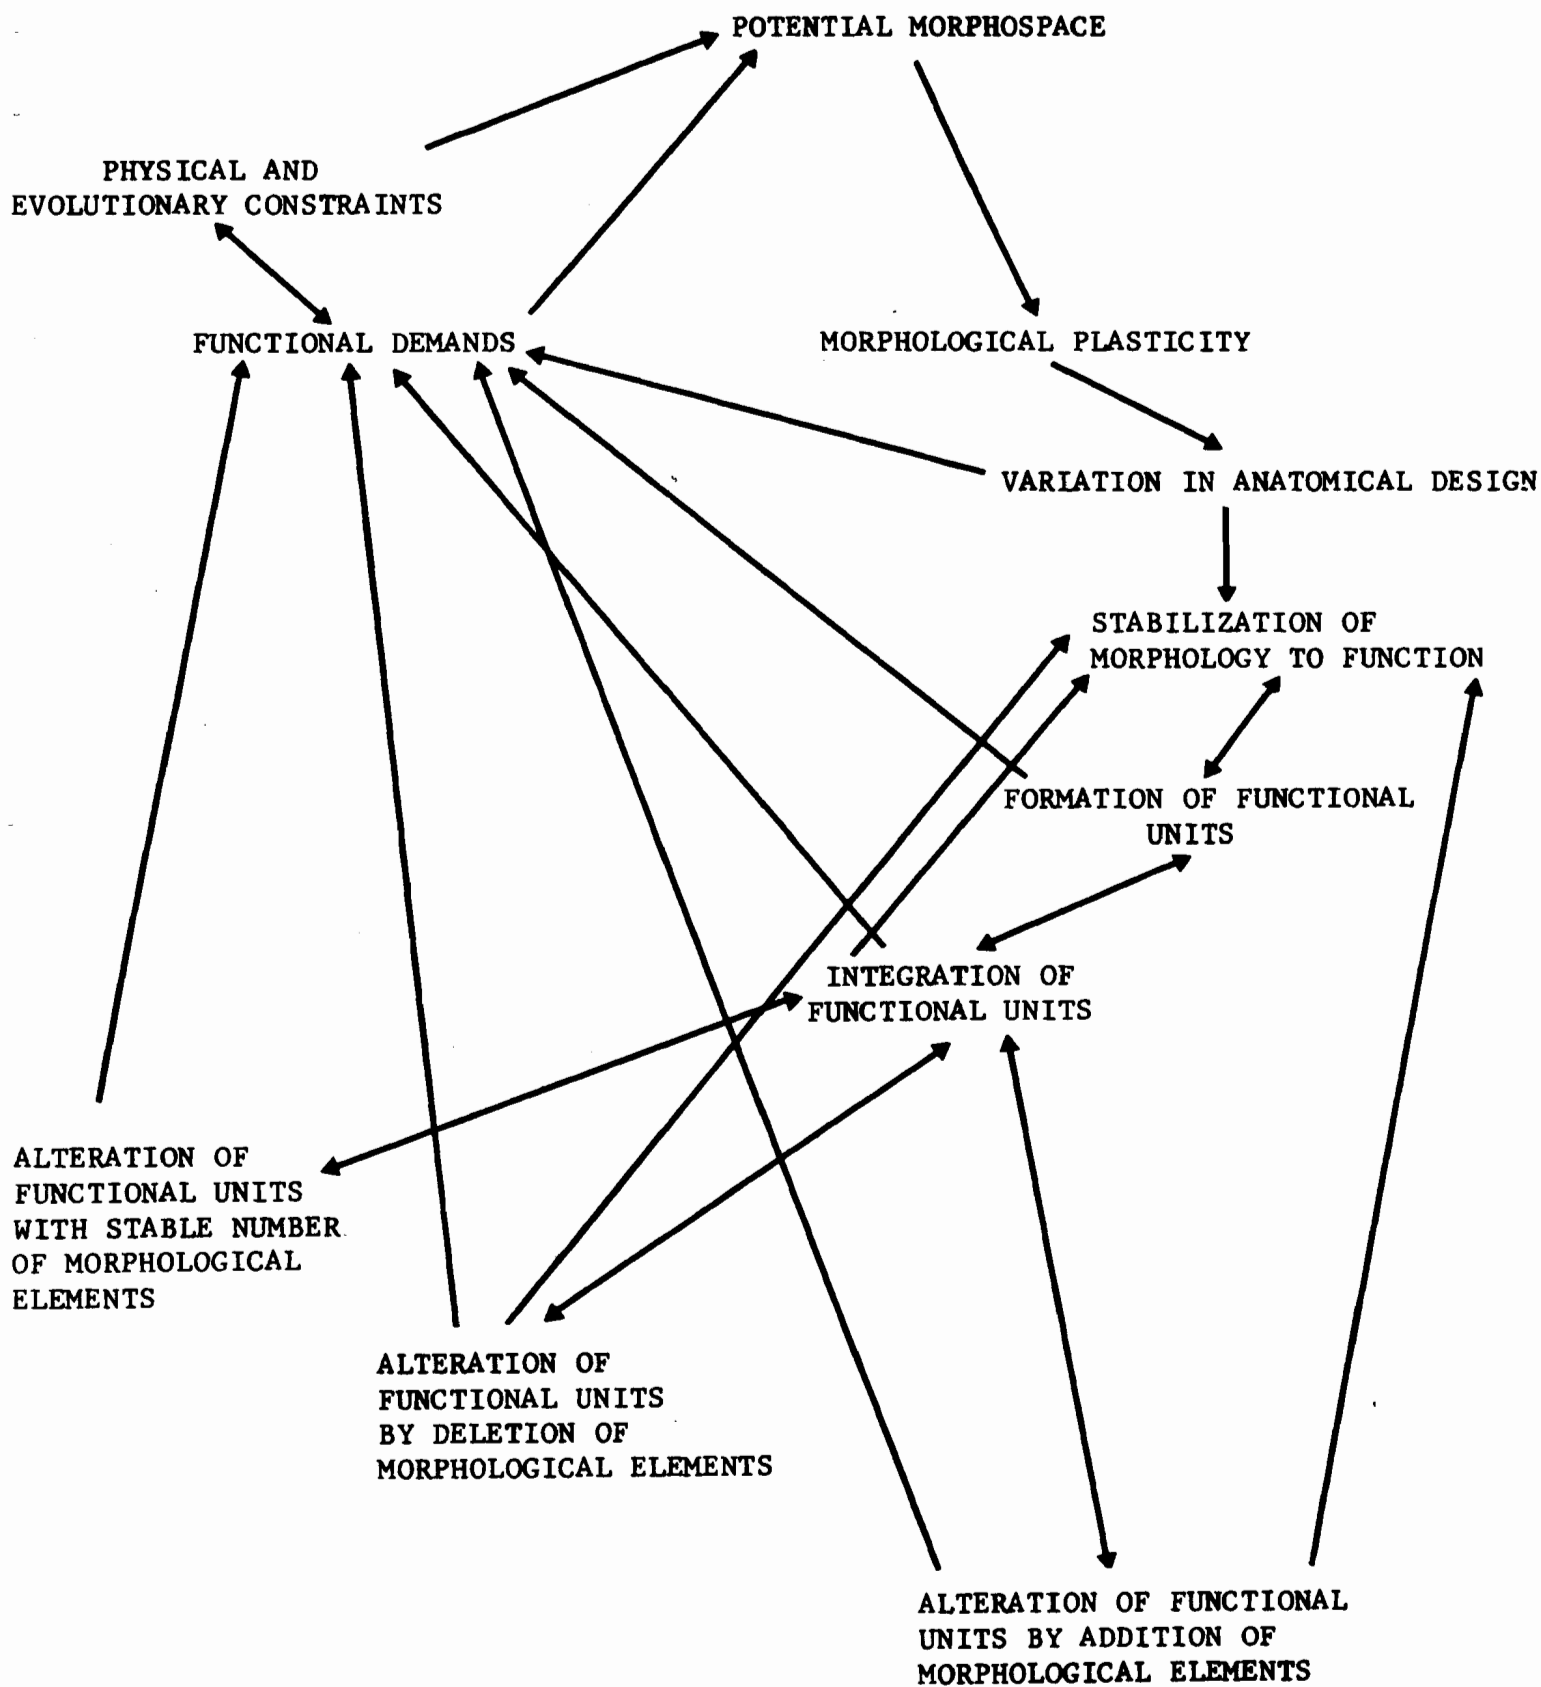 POTENTIAL MORPHOSPACE
PHYSICAL AND
EVOLUTIONARY CONSTRAINTS
FUNCTIONAL DEMANDS
MORPHOLOGICAL PLASTICITY
VARIATION IN ANATOMICAL DESIGN
STABILIZATION OF
MORPHOLOGY TO FUNCTION
FORMATION OF FUNCTIONAL
UNITS
INTEGRATION OF
FUNCTIONAL UNITS
ALTERATION OF
FUNCTIONAL UNITS
WITH STABLE NUMBER
OF MORPHOLOGICAL
ELEMENTS
ALTERATION OF
FUNCTIONAL UNITS
BY DELETION OF
MORPHOLOGICAL ELEMENTS
ALTERATION OF FUNCTIONAL
UNITS BY ADDITION OF
MORPHOLOGICAL ELEMENTS